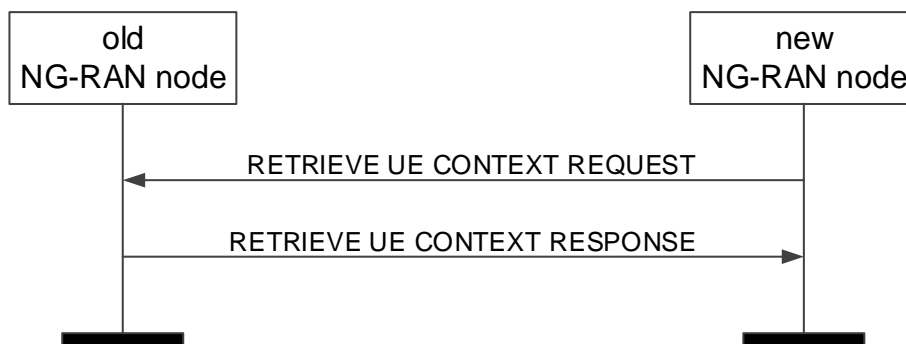 old
NG-RAN node
new
NG-RAN node
RETRIEVE UE CONTEXT REQUEST
RETRIEVE UE CONTEXT RESPONSE